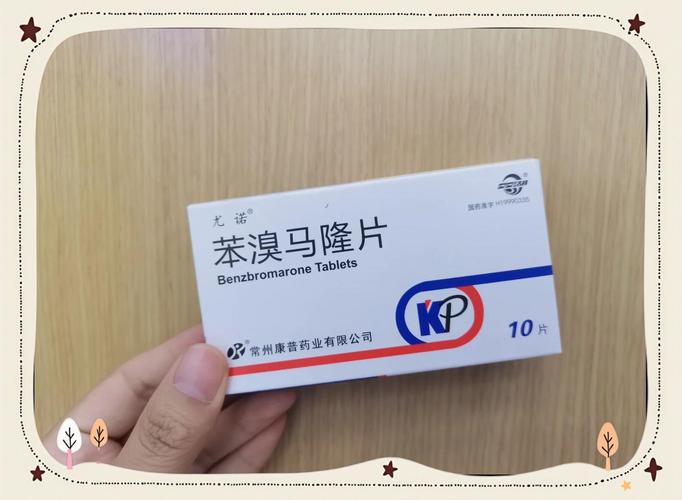 尤诺®
苯溴马隆片
Benzbromarone Tablets
国药准字 H19990335
KP
常州康普药业有限公司
10片